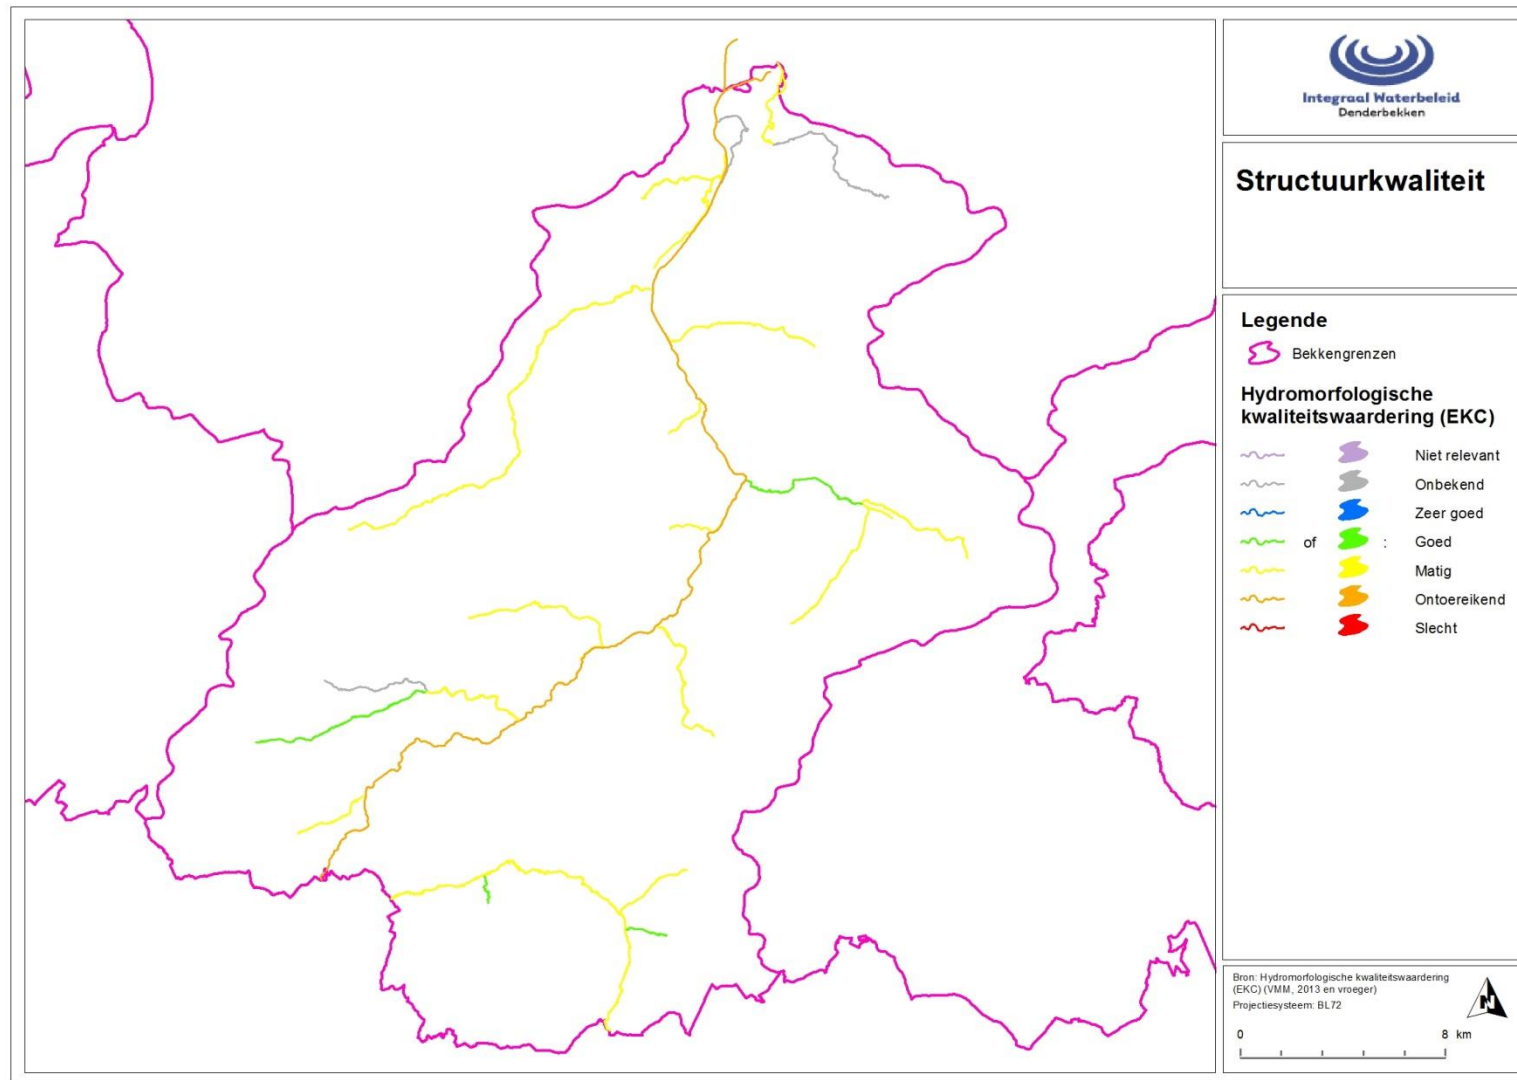 Integraal Waterbeleid
Denderbekken
Structuurkwaliteit
Legende
Bekkengrenzen
Hydromorfologische
kwaliteitswaardering (EKC)
Niet relevant
Onbekend
Zeer goed
of : Goed
Matig
Ontoereikend
Slecht
Bron: Hydromorfologische kwaliteitswaardering
(EKC) (VMM, 2013 en vroeger)
Projectiesysteem: BL72
N
0 8 km